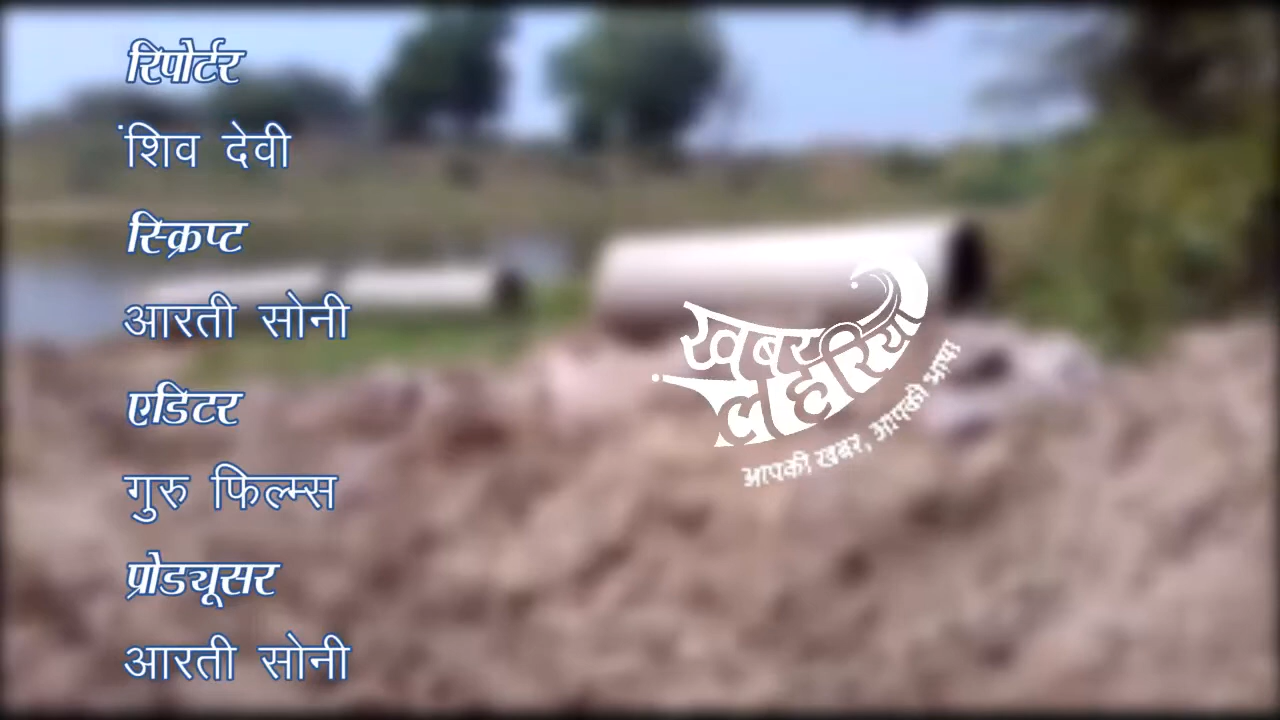 रिपोर्टर
शिव देवी
स्क्रिप्ट
आरती सोनी
एडिटर
गुरु फिल्म्स
प्रोड्यूसर
आरती सोनी
खबर
लहरिया
आपकी खबर, आपकी भाषा